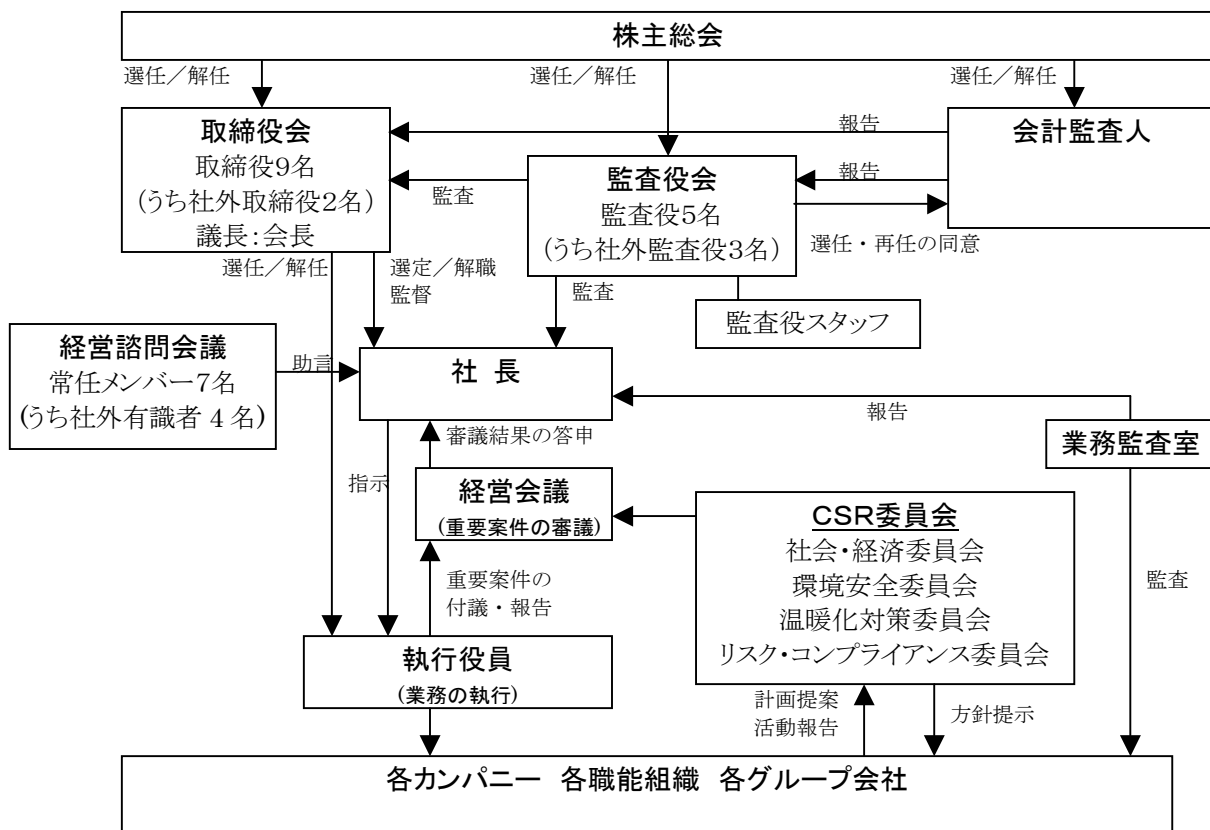 株主総会
選任／解任
選任／解任
選任／解任
取締役会
取締役9名
(うち社外取締役2名)
議長:会長
報告
会計監査人
監査
監査役会
監査役5名
(うち社外監査役3名)
報告
選任・再任の同意
選任／解任
選定／解職
監督
監査
監査役スタッフ
経営諮問会議
常任メンバー7名
(うち社外有識者 4 名)
助言
社 長
報告
業務監査室
審議結果の答申
指示
経営会議
(重要案件の審議)
CSR委員会
社会・経済委員会
環境安全委員会
温暖化対策委員会
リスク・コンプライアンス委員会
監査
重要案件の
付議・報告
執行役員
(業務の執行)
計画提案
活動報告
方針提示
各カンパニー 各職能組織 各グループ会社